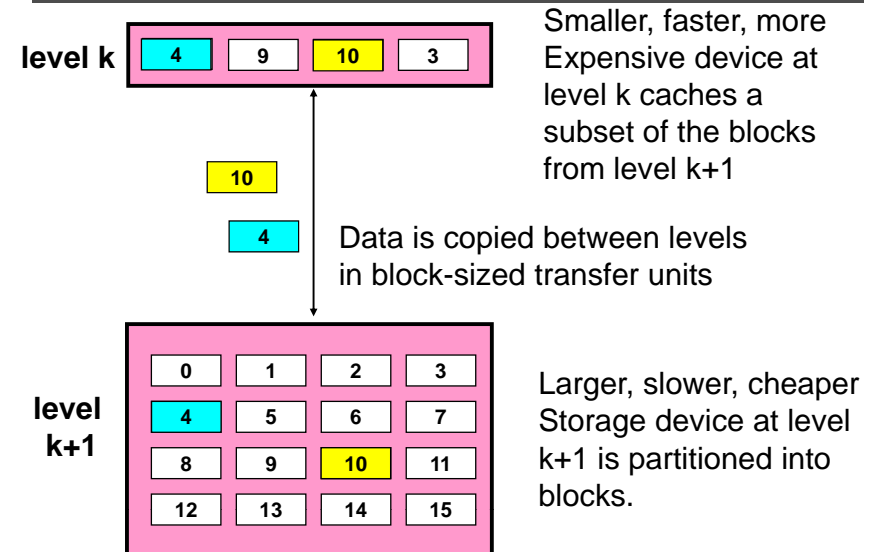 Smaller, faster, more
Expensive device at
level k caches a
subset of the blocks
from level k+1
level k
4 9 10 3
10
4
Data is copied between levels
in block-sized transfer units
level
k+1
0 1 2 3
4 5 6 7
8 9 10 11
12 13 14 15
Larger, slower, cheaper
Storage device at level
k+1 is partitioned into
blocks.